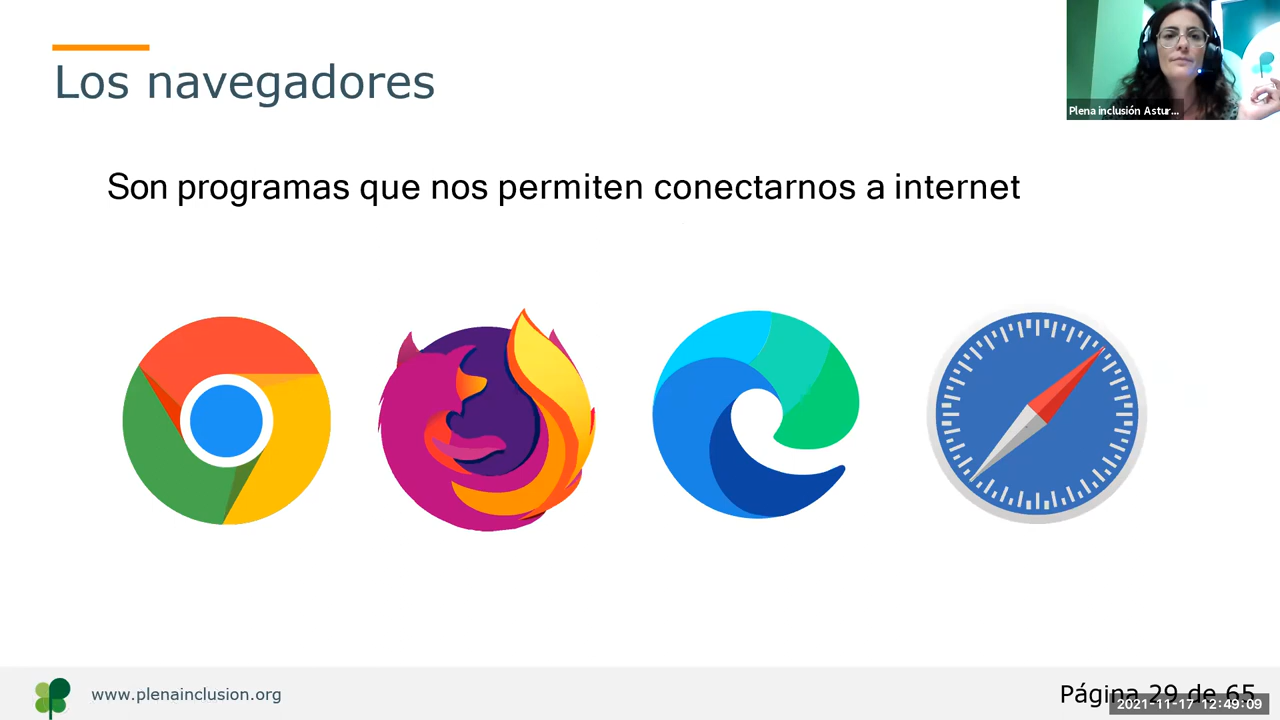 Los navegadores
Plena inclusión Astur...
Son programas que nos permiten conectarnos a internet
www.plenainclusion.org
Página 29 de 65
2021-11-17 12:49:09